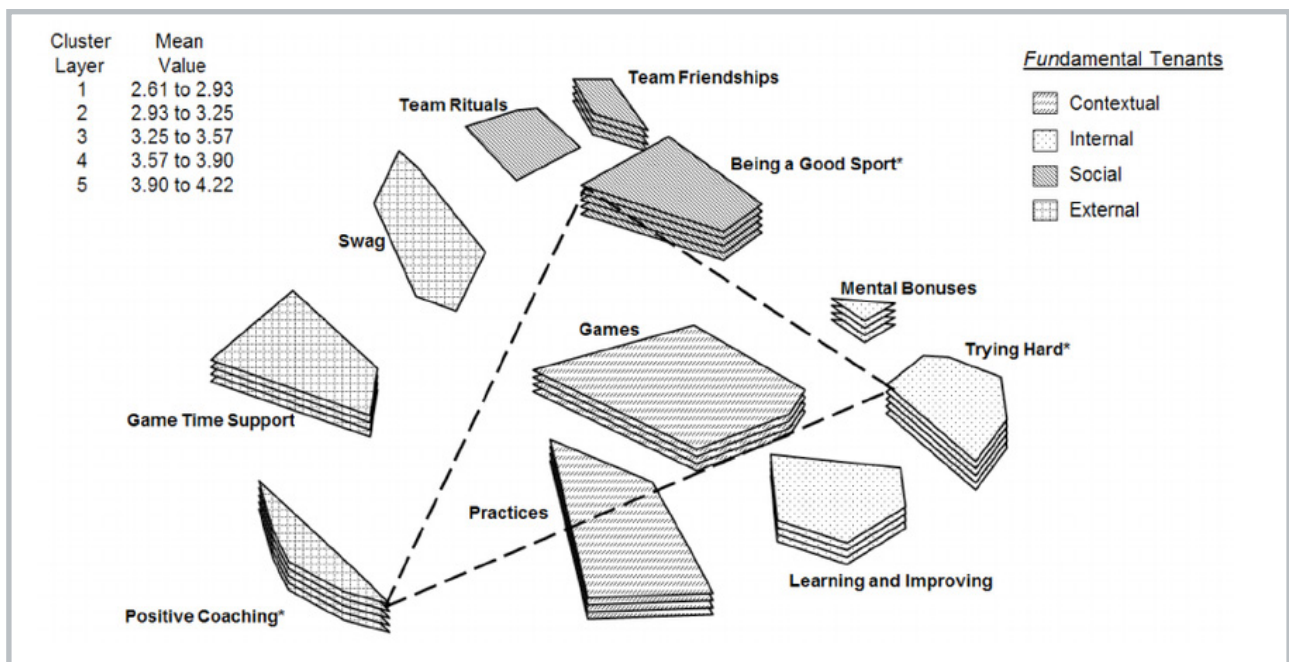 Cluster Mean
Layer Value
1 2.61 to 2.93
2 2.93 to 3.25
3 3.25 to 3.57
4 3.57 to 3.90
5 3.90 to 4.22
Fundamental Tenants
Contextual
Internal
Social
External
Team Friendships
Team Rituals
Being a Good Sport*
Swag
Mental Bonuses
Games
Trying Hard*
Game Time Support
Practices
Learning and Improving
Positive Coaching*